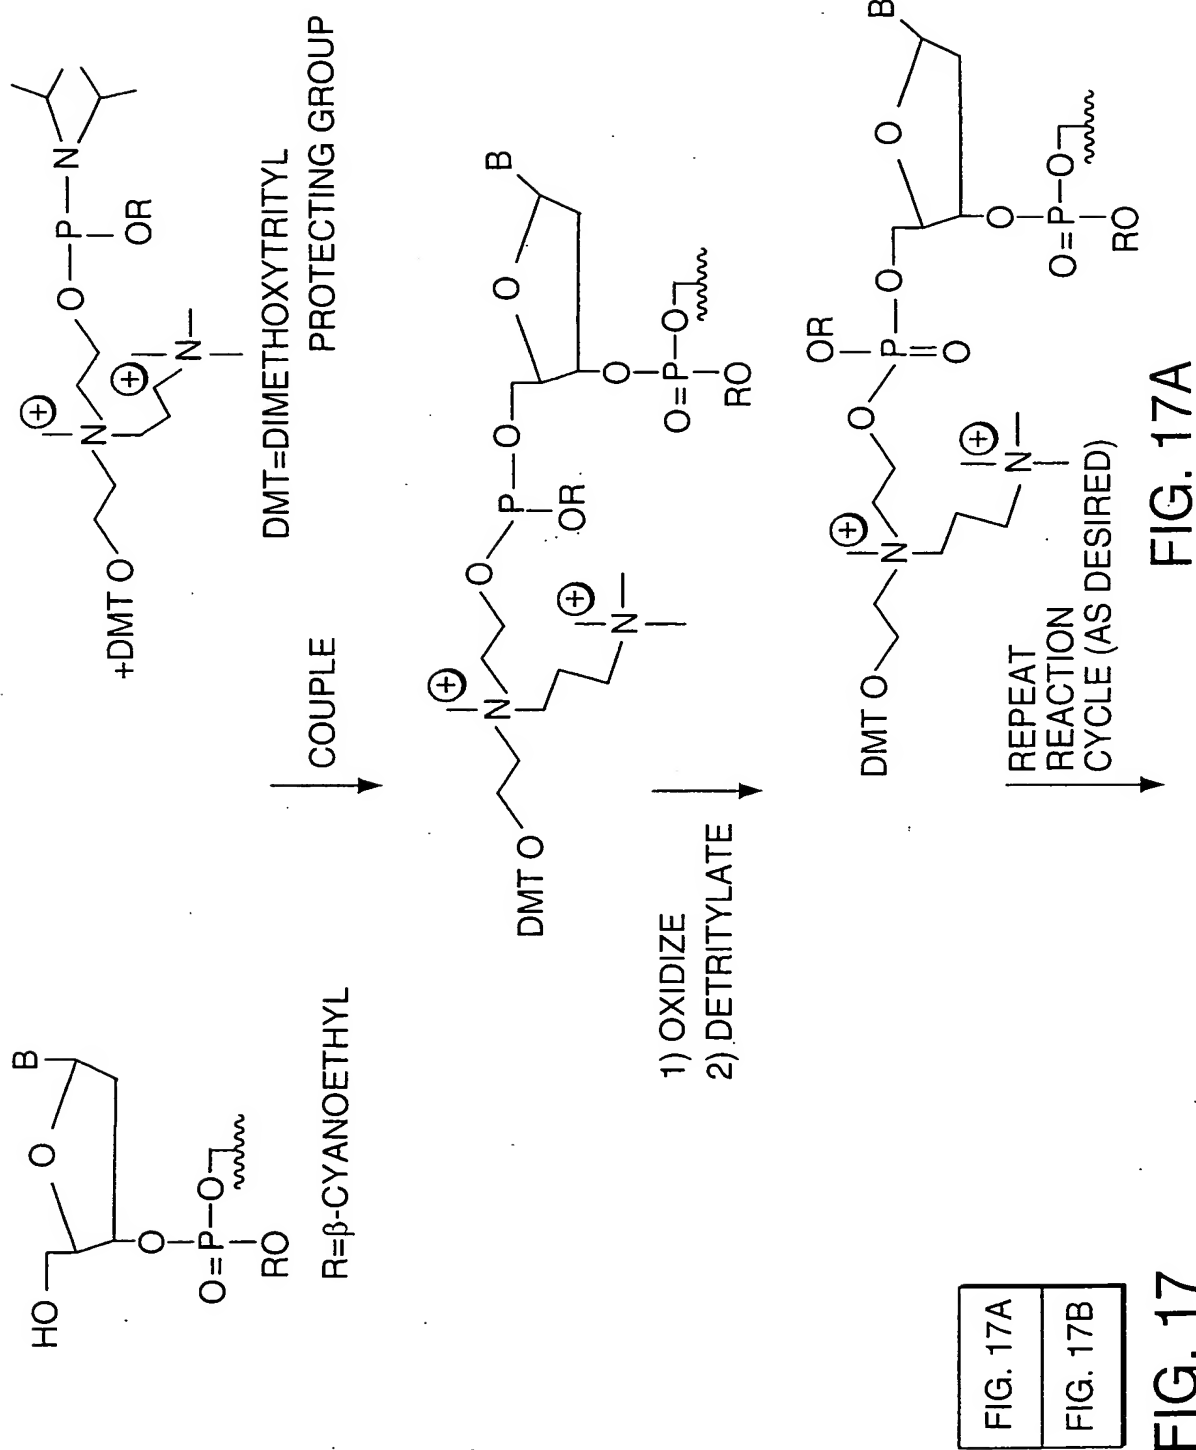 HO
O
B
O
O=P-O
RO
R=β-CYANOETHYL
+DMT O
N
N
O
P
N
OR
DMT=DIMETHOXYTRITYL
PROTECTING GROUP
COUPLE
DMT O
N
N
O
P
O
OR
O
B
O
O=P-O
RO
1) OXIDIZE
2) DETRITYLATE
DMT O
N
N
O
OR
P
O
O
O
B
O
O=P-O
RO
REPEAT
REACTION
CYCLE (AS DESIRED)
FIG. 17A
FIG. 17A
FIG. 17B
FIG. 17